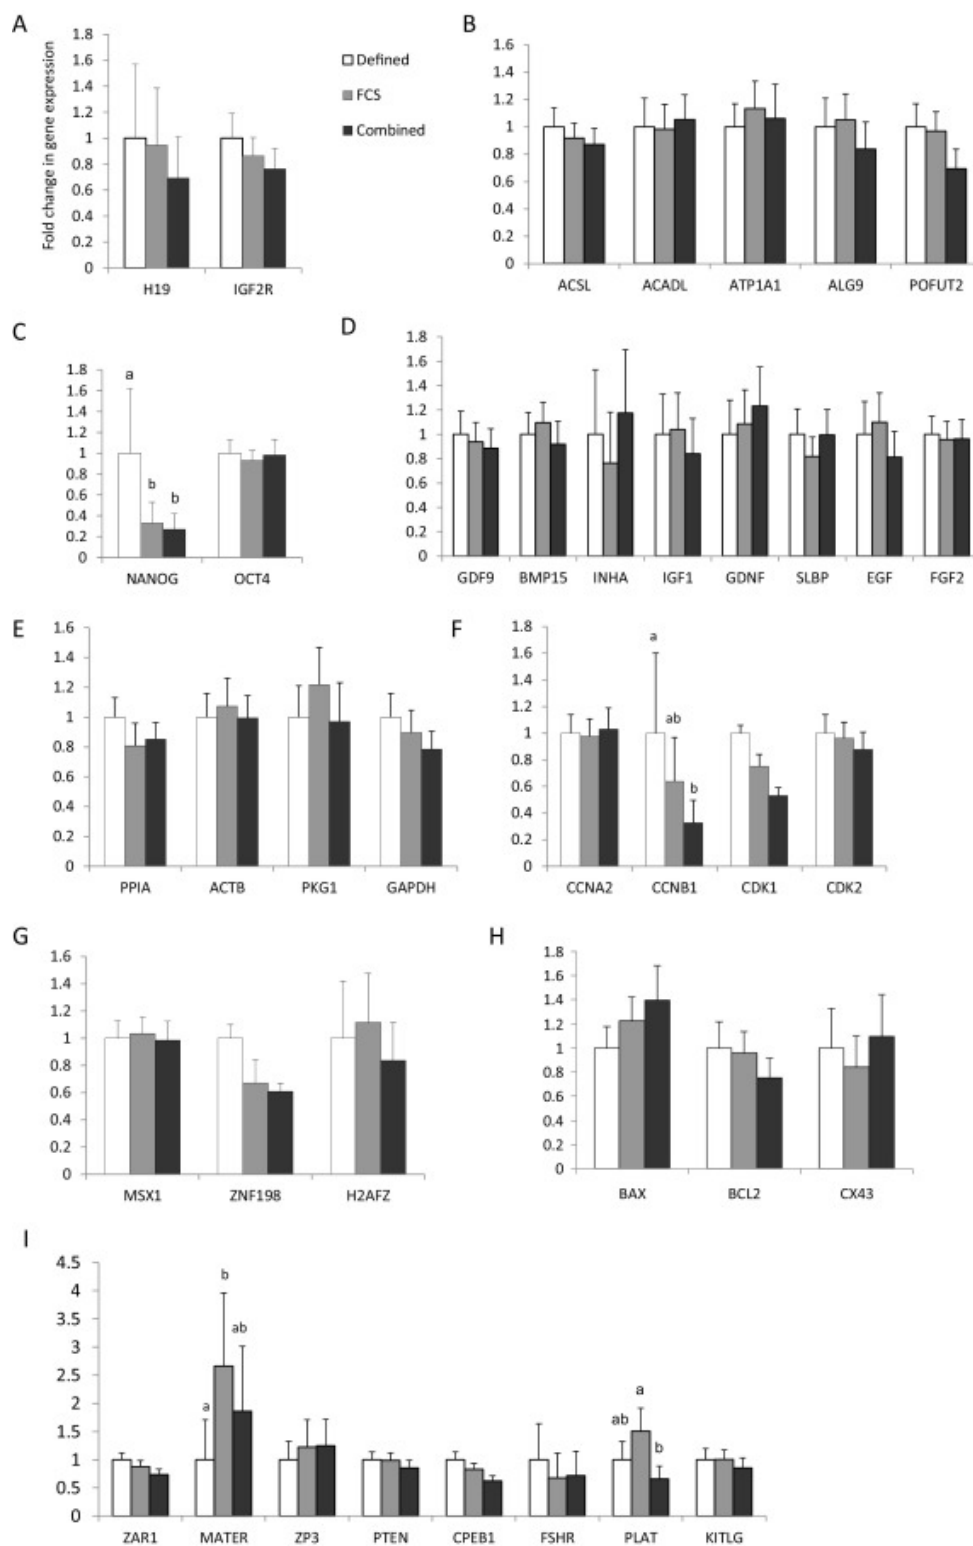 A
Fold change in gene expression
1.8
1.6
1.4
1.2
1
0.8
0.6
0.4
0.2
0
H19 IGF2R
Defined
FCS
Combined
B
1.6
1.4
1.2
1
0.8
0.6
0.4
0.2
0
ACSL ACADL ATP1A1 ALG9 POFUT2
C
1.8
1.6
1.4
1.2
1
0.8
0.6
0.4
0.2
0
a
b b
NANOG OCT4
D
1.8
1.6
1.4
1.2
1
0.8
0.6
0.4
0.2
0
GDF9 BMP15 INHA IGF1 GDNF SLBP EGF FGF2
E
1.6
1.4
1.2
1
0.8
0.6
0.4
0.2
0
PPIA ACTB PKG1 GAPDH
F
1.8
1.6
1.4
1.2
1
0.8
0.6
0.4
0.2
0
a
ab
b
CCNA2 CCNB1 CDK1 CDK2
G
1.6
1.4
1.2
1
0.8
0.6
0.4
0.2
0
MSX1 ZNF198 H2AFZ
H
1.8
1.6
1.4
1.2
1
0.8
0.6
0.4
0.2
0
BAX BCL2 CX43
I
4.5
4
3.5
3
2.5
2
1.5
1
0.5
0
b
ab
a
a
ab
b
ZAR1 MATER ZP3 PTEN CPEB1 FSHR PLAT KITLG